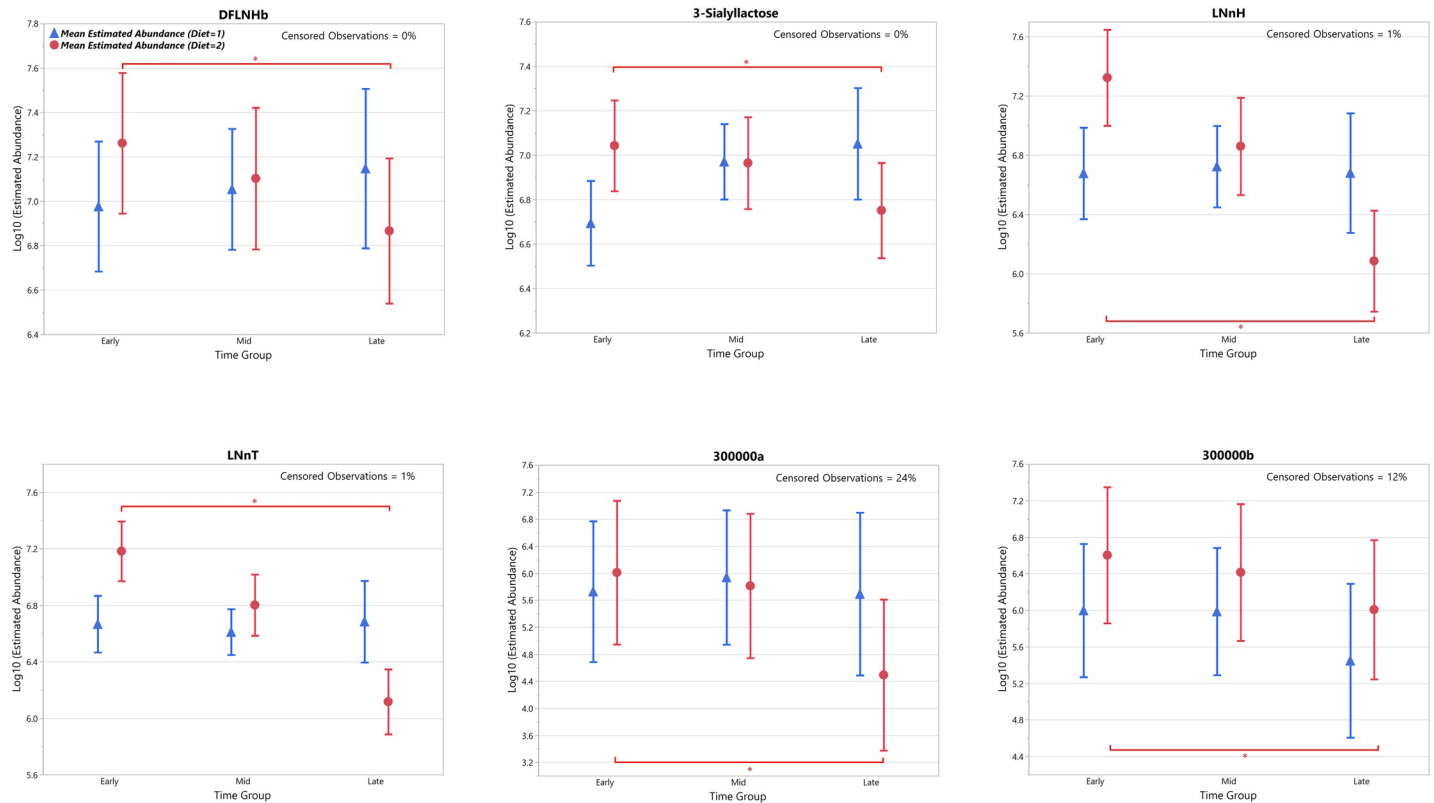 DFLNHb
Mean Estimated Abundance (Diet=1)
Mean Estimated Abundance (Diet=2)
Censored Observations = 0%
*
Log10 (Estimated Abundance)
7.8
7.6
7.4
7.2
7.0
6.8
6.6
6.4
Early
Mid
Late
Time Group
3-Sialyllactose
Censored Observations = 0%
*
Log10 (Estimated Abundance)
7.6
7.4
7.2
7.0
6.8
6.6
6.4
6.2
Early
Mid
Late
Time Group
LNnH
Censored Observations = 1%
Log10 (Estimated Abundance)
7.6
7.2
6.8
6.4
6.0
5.6
*
Early
Mid
Late
Time Group
LNnT
Censored Observations = 1%
*
Log10 (Estimated Abundance)
7.6
7.2
6.8
6.4
6.0
5.6
Early
Mid
Late
Time Group
300000a
Censored Observations = 24%
Log10 (Estimated Abundance)
7.6
7.2
6.8
6.4
6.0
5.6
5.2
4.8
4.4
4.0
3.6
3.2
*
Early
Mid
Late
Time Group
300000b
Censored Observations = 12%
Log10 (Estimated Abundance)
7.6
7.2
6.8
6.4
6.0
5.6
5.2
4.8
4.4
*
Early
Mid
Late
Time Group